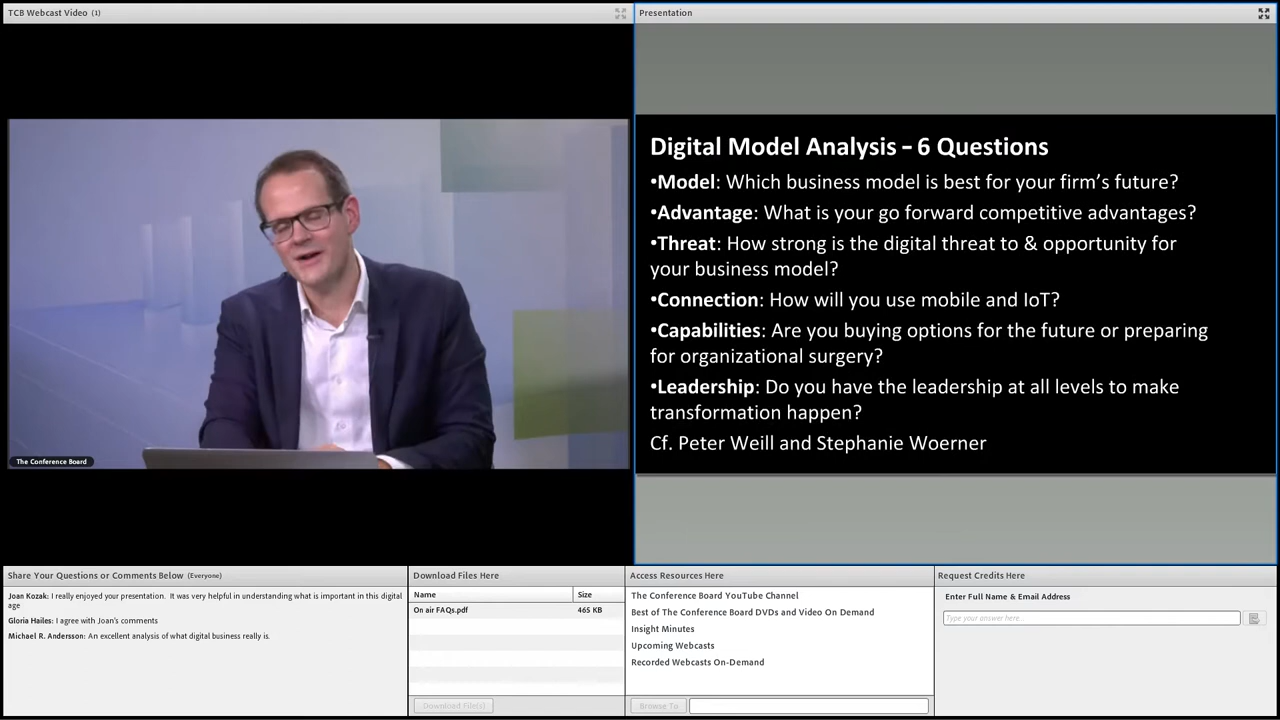 TCB Webcast Video (1)
Presentation
Digital Model Analysis – 6 Questions
•Model: Which business model is best for your firm's future?
•Advantage: What is your go forward competitive advantages?
•Threat: How strong is the digital threat to & opportunity for
your business model?
•Connection: How will you use mobile and IoT?
•Capabilities: Are you buying options for the future or preparing
for organizational surgery?
•Leadership: Do you have the leadership at all levels to make
transformation happen?
Cf. Peter Weill and Stephanie Woerner
The Conference Board
Share Your Questions or Comments Below (Everyone)
Joan Kozak: I really enjoyed your presentation. It was very helpful in understanding what is important in this digital
age
Gloria Hailes: I agree with Joan's comments
Michael R. Andersson: An excellent analysis of what digital business really is.
Download Files Here
Name Size
On air FAQs.pdf 465 KB
Download File(s)
Access Resources Here
The Conference Board YouTube Channel
Best of The Conference Board DVDs and Video On Demand
Insight Minutes
Upcoming Webcasts
Recorded Webcasts On-Demand
Browse To
Request Credits Here
Enter Full Name & Email Address
Type your answer here...